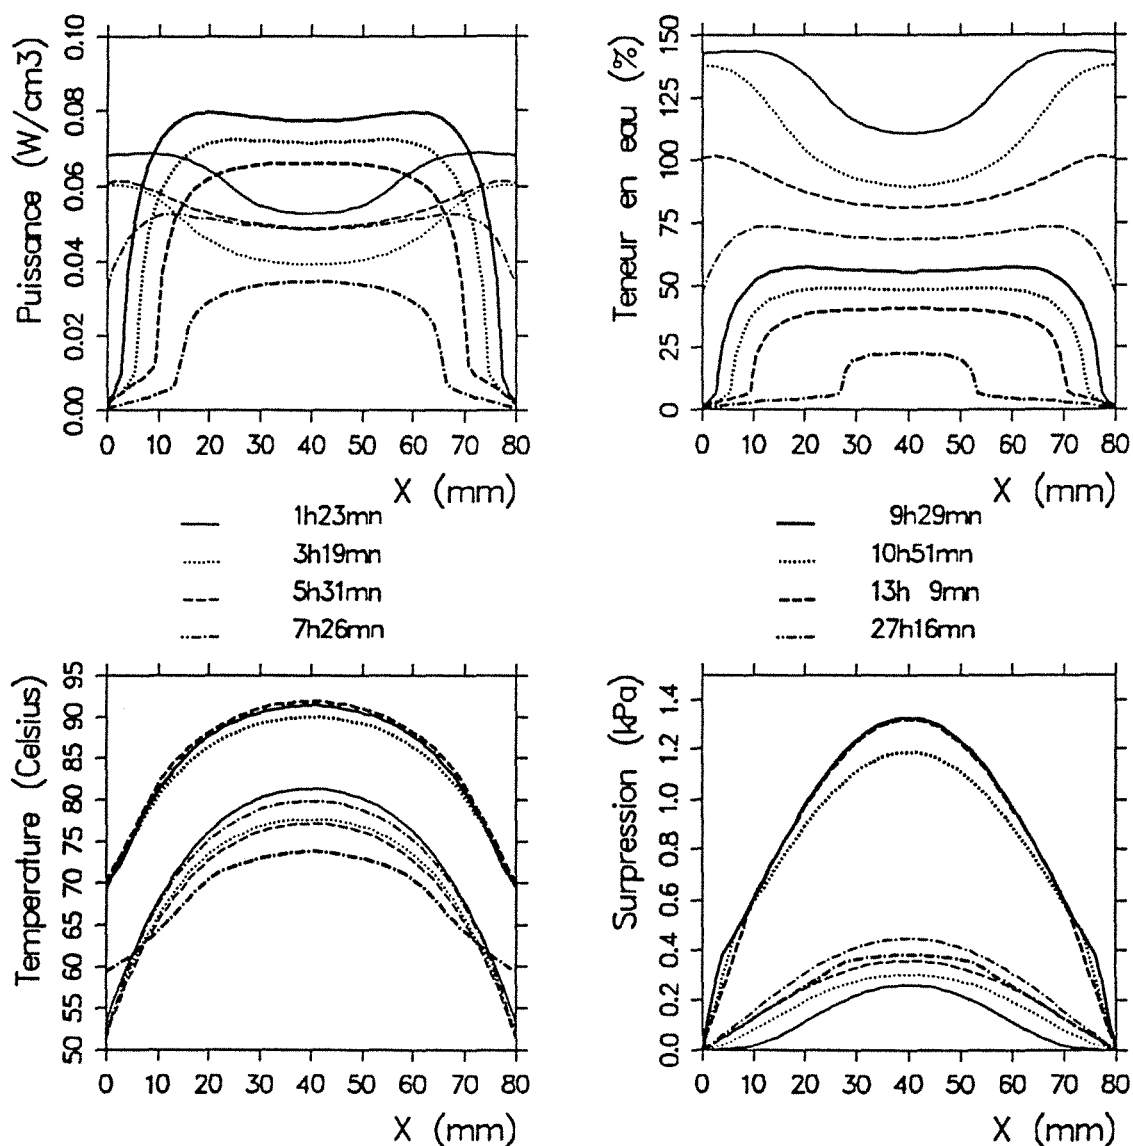 Puissance (W/cm3)
0.10
0.08
0.06
0.04
0.02
0.00
0 10 20 30 40 50 60 70 80
X (mm)
Teneur en eau (%)
150
125
100
75
50
25
0
0 10 20 30 40 50 60 70 80
X (mm)
1h23mn
3h19mn
5h31mn
7h26mn
9h29mn
10h51mn
13h 9mn
27h16mn
Temperature (Celsius)
95
90
85
80
75
70
65
60
55
50
0 10 20 30 40 50 60 70 80
X (mm)
Surpression (kPa)
1.4
1.2
1.0
0.8
0.6
0.4
0.2
0.0
0 10 20 30 40 50 60 70 80
X (mm)